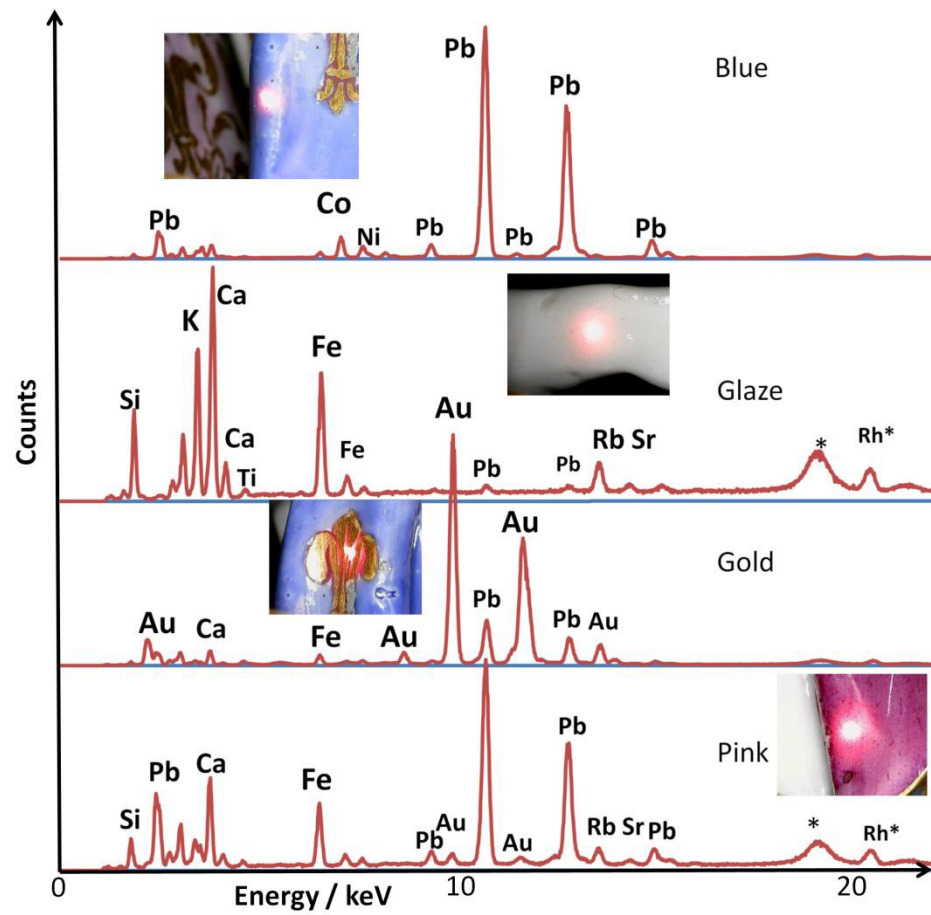 Pb
Pb
Blue
Pb
Co
Ni
Pb
Pb
Pb
Ca
K
Fe
Si
Ca
Ti
Fe
Au
Pb
Pb
Rb Sr
*
Rh*
Glaze
Au
Gold
Au
Ca
Fe
Au
Pb
Pb
Au
Pb
Pink
Pb
Ca
Fe
Si
Pb
Au
Au
Rb Sr
Pb
*
Rh*
Counts
0
Energy / keV
10
20